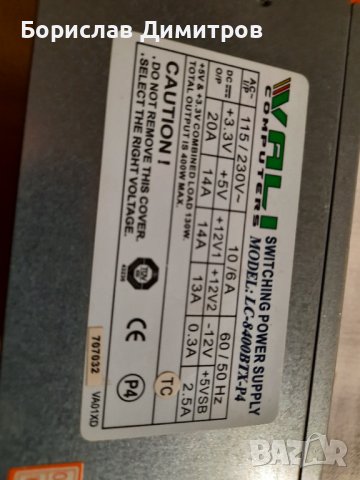 Борислав Димитров
VALI
COMPUTERS
SWITCHING POWER SUPPLY
MODEL: LC-8400BTX-P4
AC~ I/P 115 / 230V~ 10 /6A 60 / 50 Hz
DC⎓ O/P +3.3V +5V +12V1 +12V2 -12V +5VSB
20A 14A 14A 13A 0.3A 2.5A
+5V & +3.3V COMBINED LOAD 130W.
TOTAL OUTPUT IS 400W MAX.
CAUTION !
.DO NOT REMOVE THIS COVER.
.SELECT THE RIGHT VOLTAGE.
TÜV
CE
P4
TC
707032
VA01XD
bazar